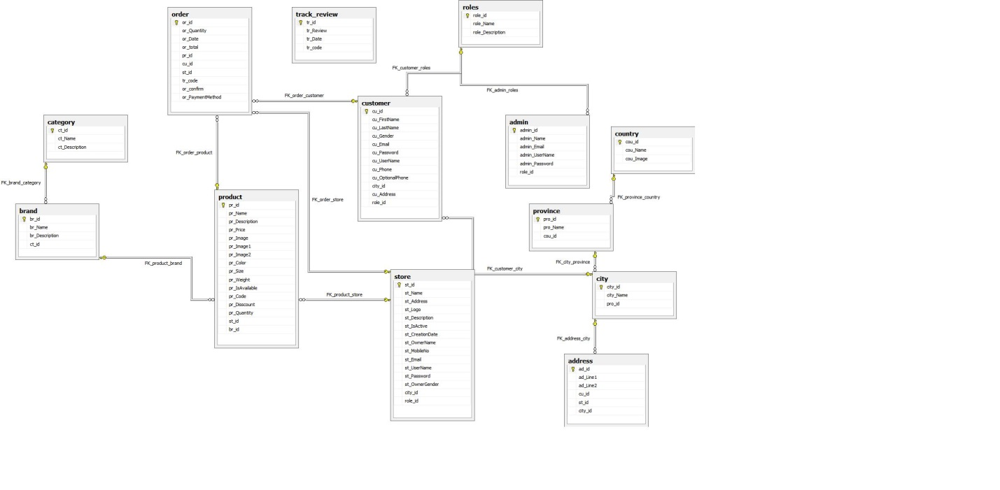 order
or_id
or_Quantity
or_Date
or_total
pr_id
cu_id
st_id
tr_code
or_confirm
or_PaymentMethod
track_review
tr_id
tr_Review
tr_Date
tr_code
roles
role_id
role_Name
role_Description
FK_customer_roles
FK_admin_roles
FK_order_customer
customer
cu_id
cu_FirstName
cu_LastName
cu_Gender
cu_Email
cu_Password
cu_UserName
cu_Phone
cu_OptionalPhone
city_id
cu_Address
role_id
category
ct_id
ct_Name
ct_Description
admin
admin_id
admin_Name
admin_Email
admin_UserName
admin_Password
role_id
country
cou_id
cou_Name
cou_Image
FK_order_product
FK_brand_category
FK_order_store
FK_province_country
brand
br_id
br_Name
br_Description
ct_id
product
pr_id
pr_Name
pr_Description
pr_Price
pr_Image
pr_Image1
pr_Image2
pr_Color
pr_Size
pr_Weight
pr_IsAvailable
pr_Code
pr_Disscount
pr_Quantity
st_id
br_id
province
pro_id
pro_Name
cou_id
FK_product_brand
FK_city_province
FK_customer_city
FK_product_store
store
st_id
st_Name
st_Address
st_Logo
st_Description
st_IsActive
st_CreationDate
st_OwnerName
st_MobileNo
st_Email
st_UserName
st_Password
st_OwnerGender
city_id
role_id
city
city_id
city_Name
pro_id
FK_address_city
address
ad_id
ad_Line1
ad_Line2
cu_id
st_id
city_id